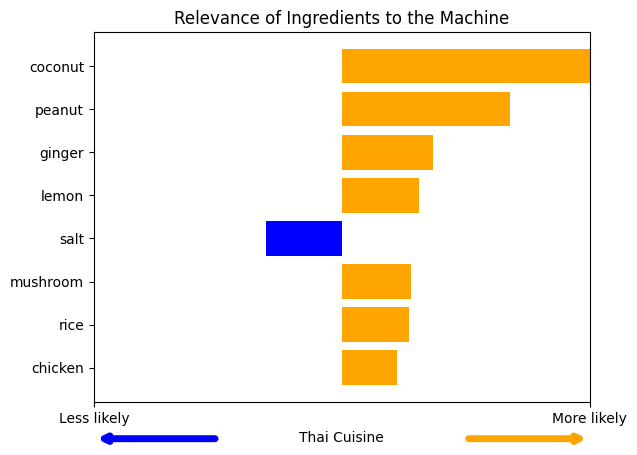 Relevance of Ingredients to the Machine
coconut
peanut
ginger
lemon
salt
mushroom
rice
chicken
Less likely
More likely
Thai Cuisine